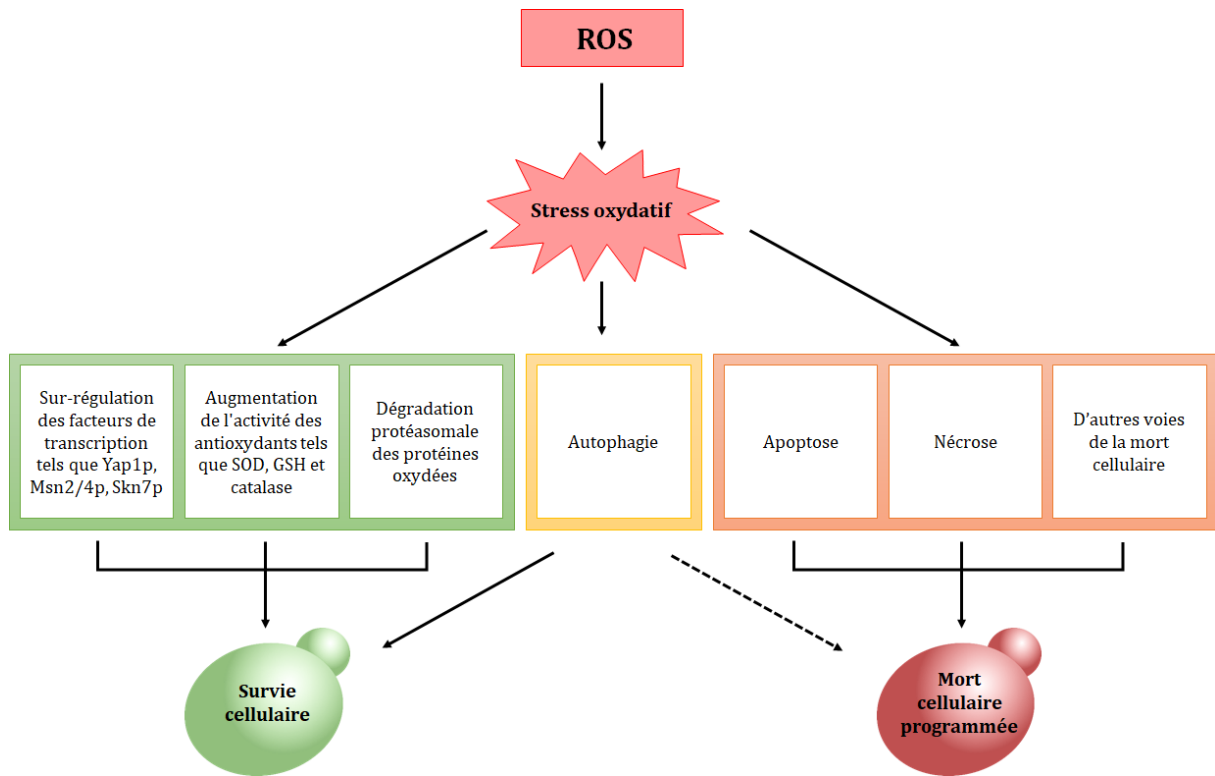 ROS
Stress oxydatif
Sur-régulation
des facteurs de
transcription
tels que Yap1p,
Msn2/4p, Skn7p
Augmentation
de l'activité des
antioxydants tels
que SOD, GSH et
catalase
Dégradation
protéasomale
des protéines
oxydées
Autophagie
Apoptose
Nécrose
D’autres voies
de la mort
cellulaire
Survie
cellulaire
Mort
cellulaire
programmée